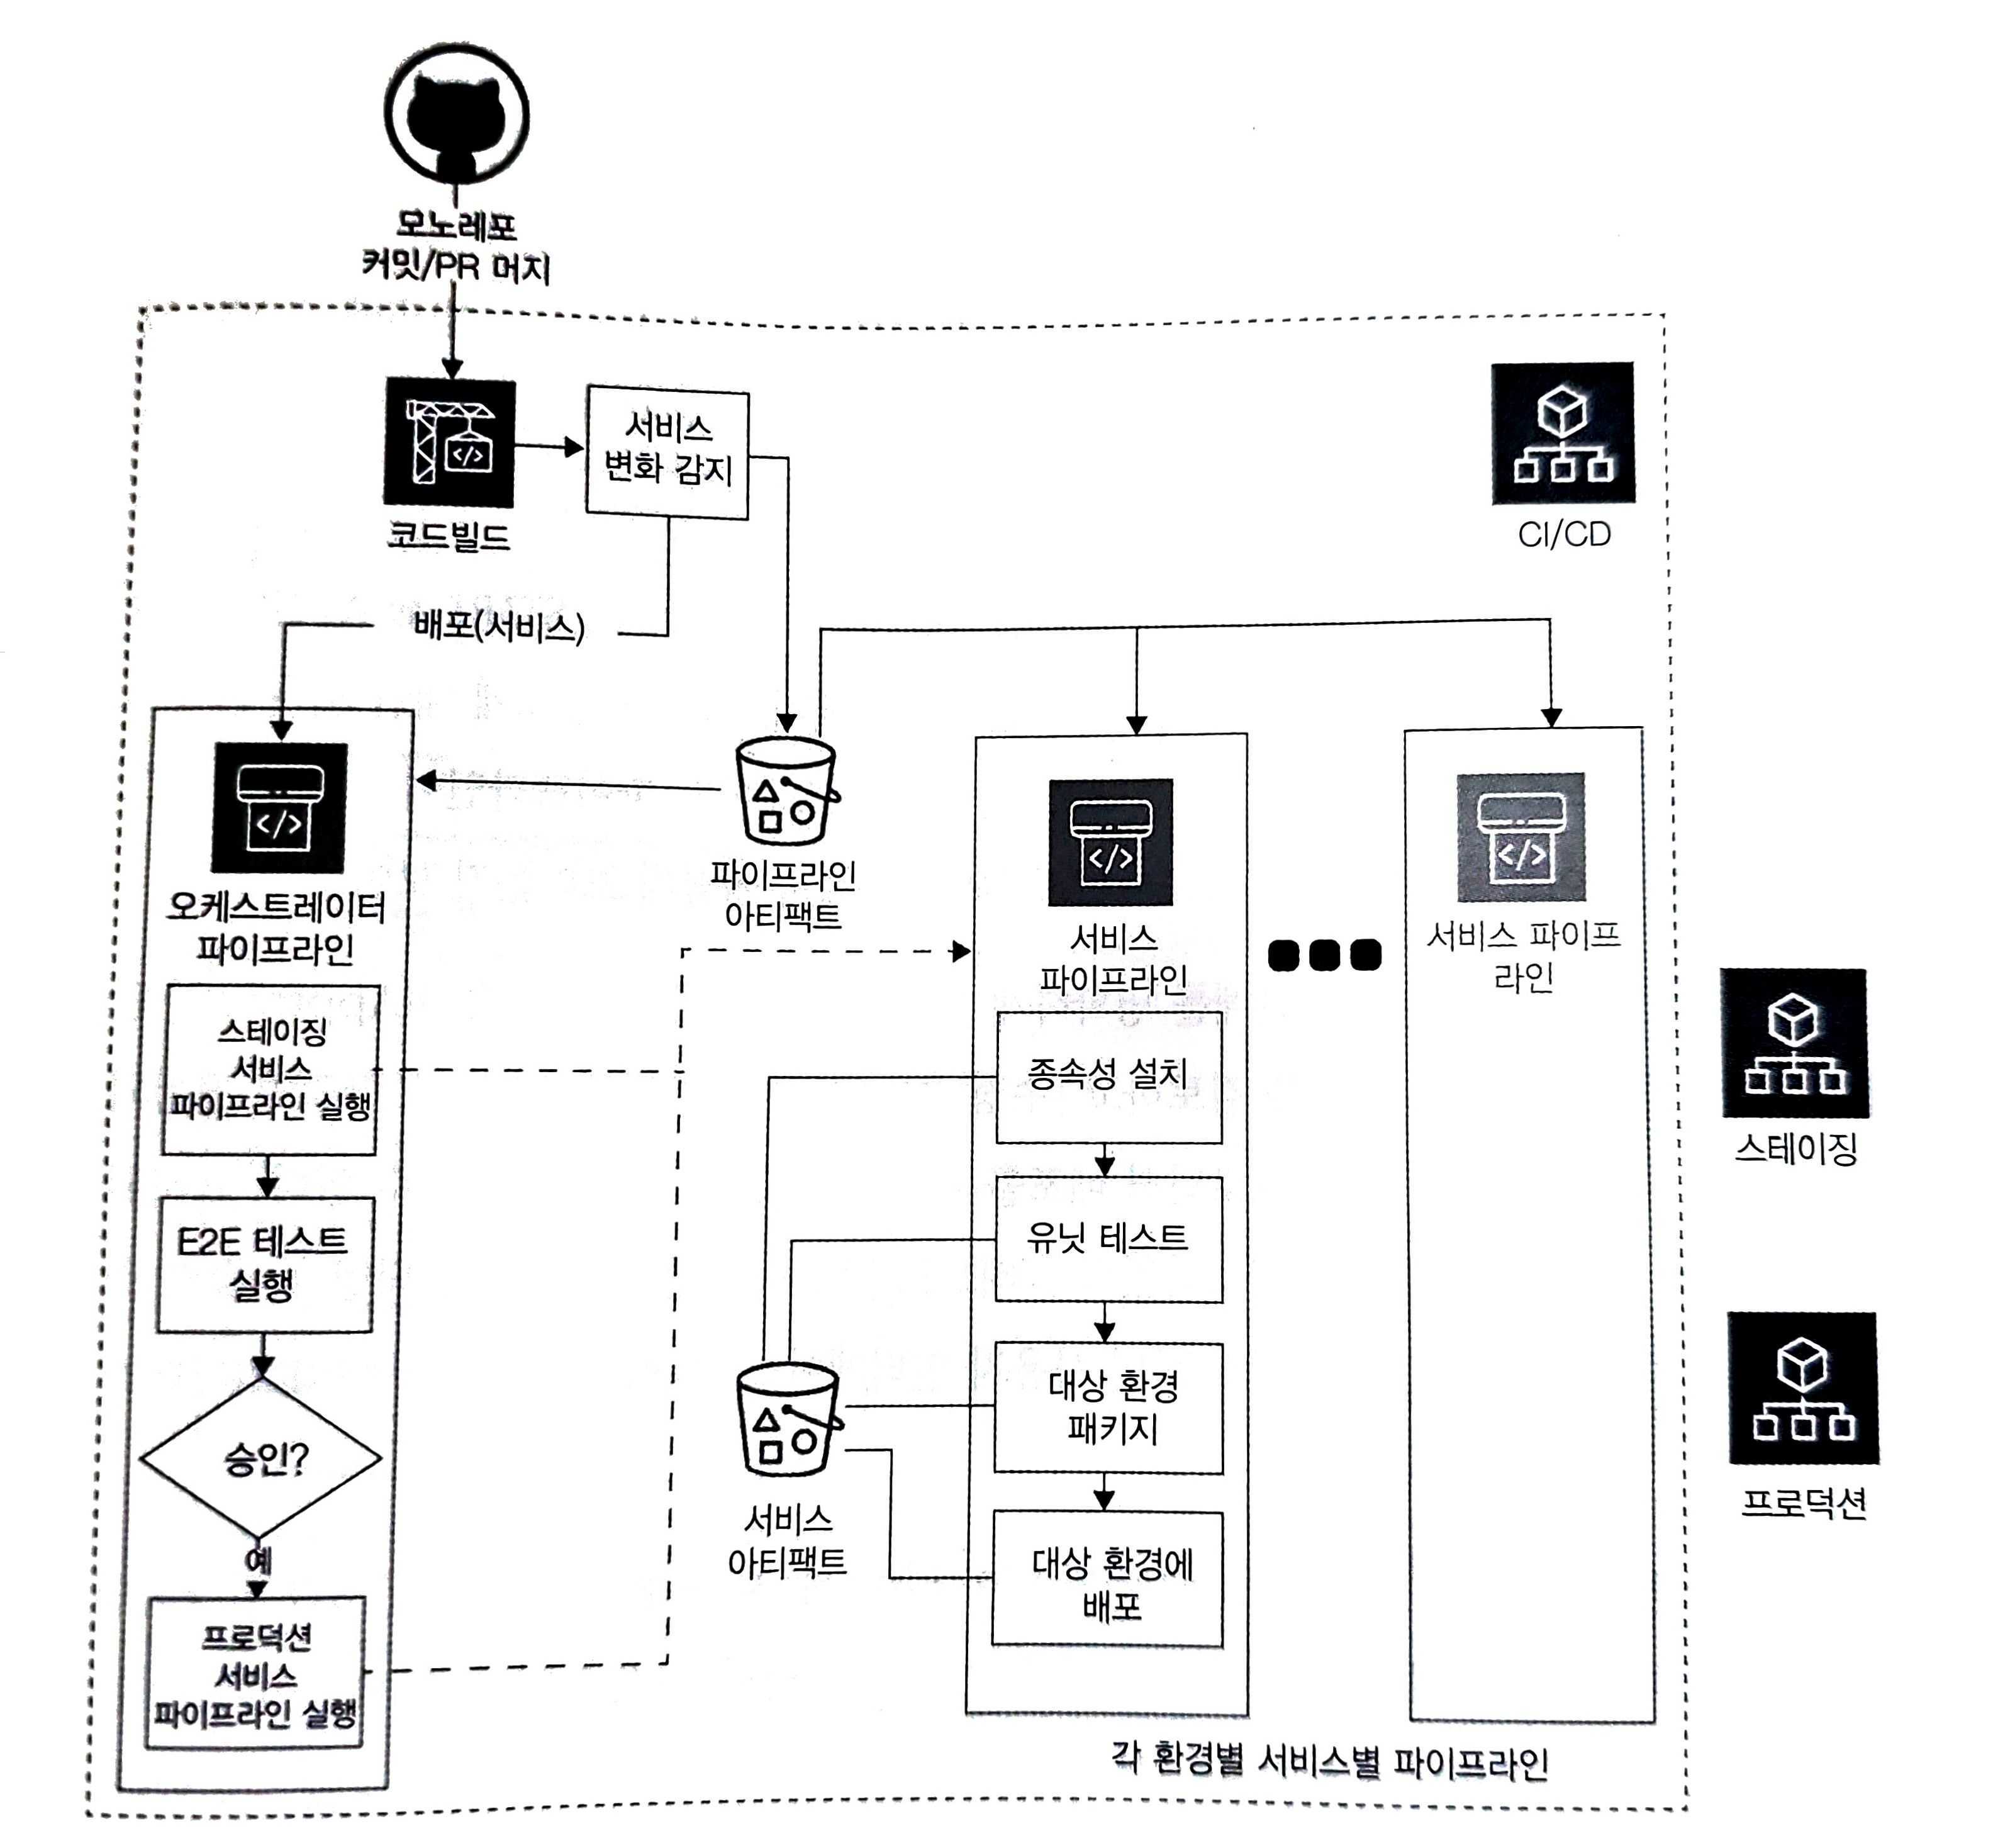 모노레포
커밋/PR 머지
코드빌드
서비스
변화 감지
CI/CD
배포(서비스)
오케스트레이터
파이프라인
스테이징
서비스
파이프라인 실행
E2E 테스트
실행
승인?
예
프로덕션
서비스
파이프라인 실행
파이프라인
아티팩트
서비스
아티팩트
서비스
파이프라인
종속성 설치
유닛 테스트
대상 환경
패키지
대상 환경에
배포
서비스 파이프
라인
각 환경별 서비스별 파이프라인
스테이징
프로덕션